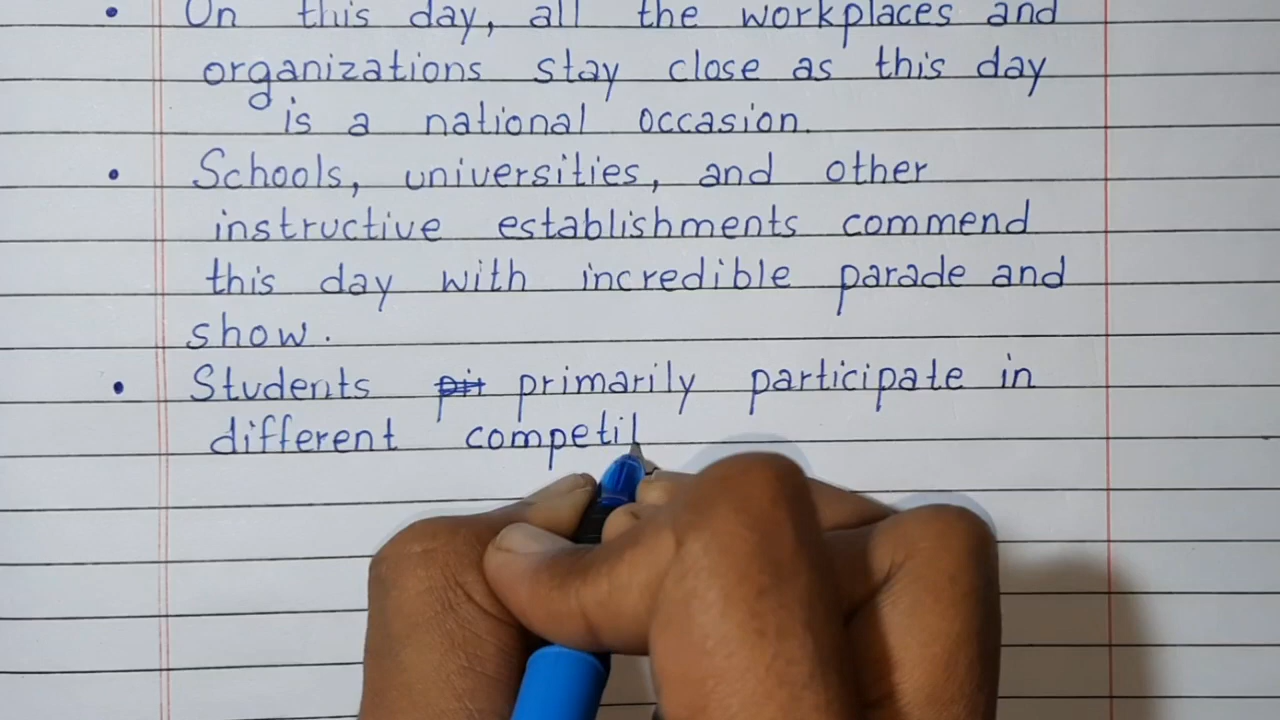 • On this day, all the workplaces and
organizations stay close as this day
is a national occasion.
• Schools, universities, and other
instructive establishments commend
this day with incredible parade and
show.
• Students primarily participate in
different